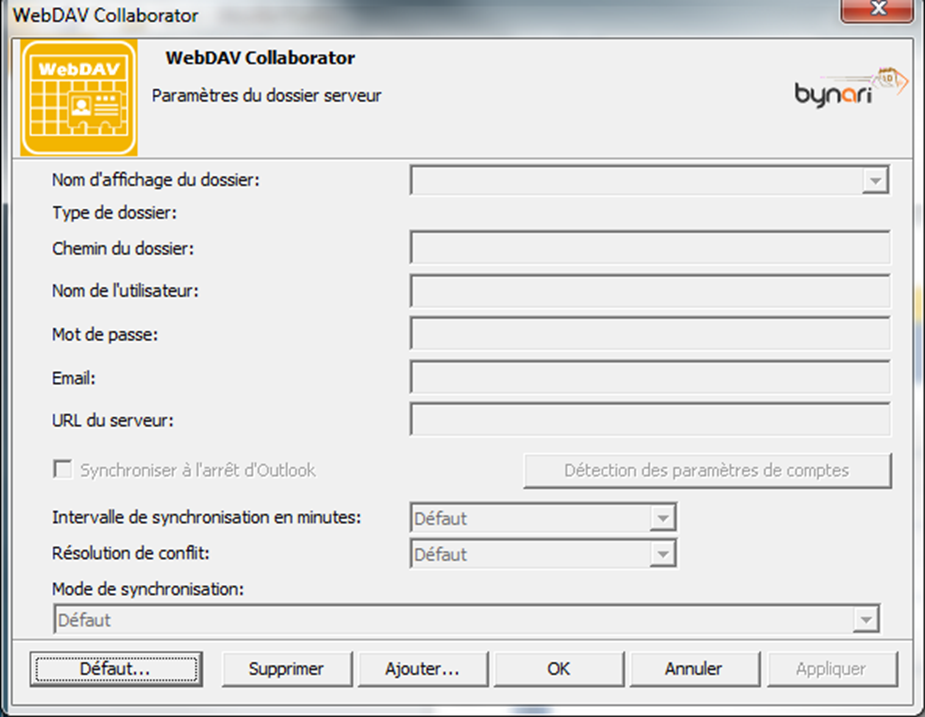 WebDAV Collaborator
WebDAV
WebDAV Collaborator
Paramètres du dossier serveur
bynari
Nom d'affichage du dossier:
Type de dossier:
Chemin du dossier:
Nom de l'utilisateur:
Mot de passe:
Email:
URL du serveur:
Synchroniser à l'arrêt d'Outlook
Détection des paramètres de comptes
Intervalle de synchronisation en minutes:
Défaut
Résolution de conflit:
Défaut
Mode de synchronisation:
Défaut
Défaut...
Supprimer
Ajouter...
OK
Annuler
Appliquer